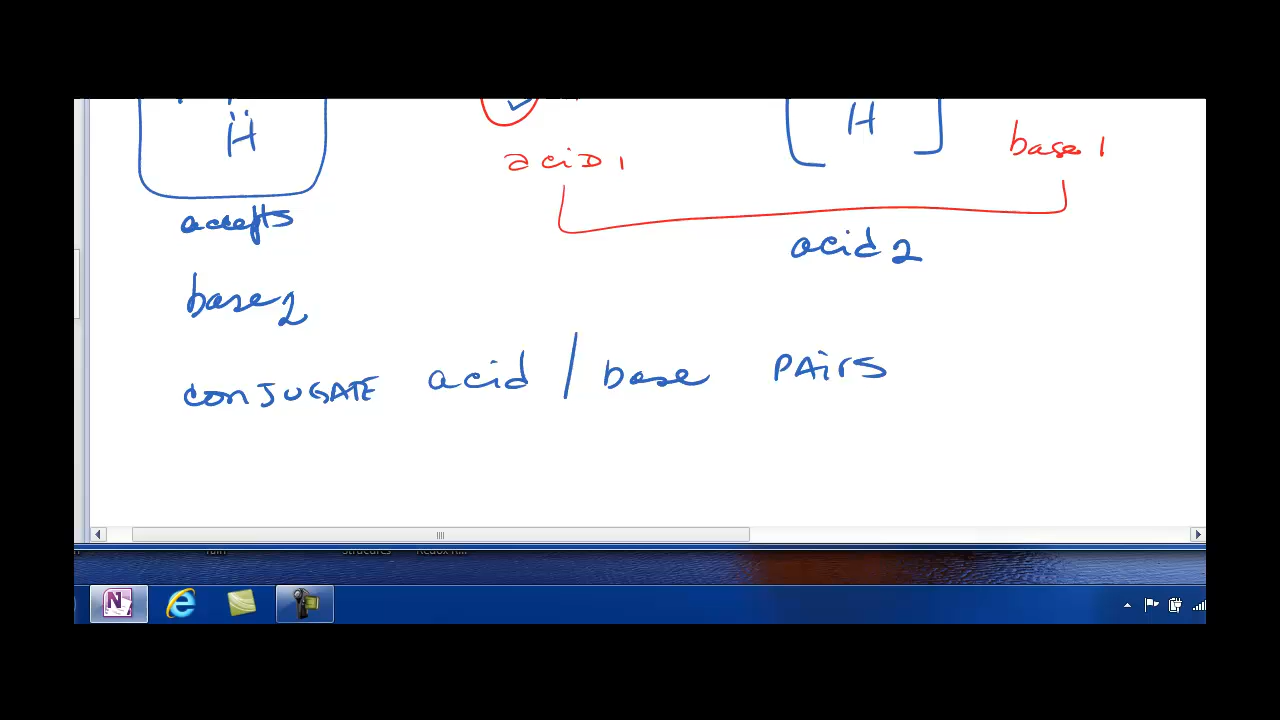 H H
acid 1 base 1
accepts acid 2
base 2
CONJUGATE acid / base PAirs